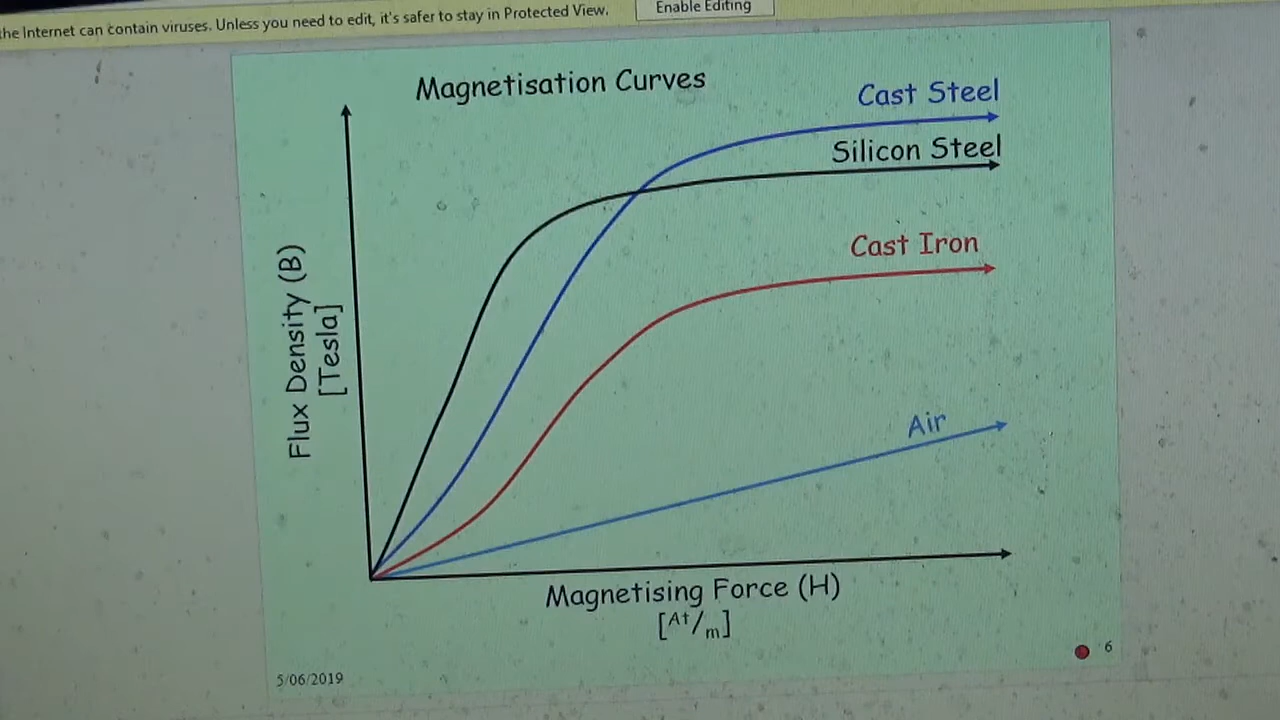 the Internet can contain viruses. Unless you need to edit, it's safer to stay in Protected View.
Enable Editing
Magnetisation Curves
Cast Steel
Silicon Steel
Cast Iron
Air
Flux Density (B)
[Tesla]
Magnetising Force (H)
[At/m]
5/06/2019
6